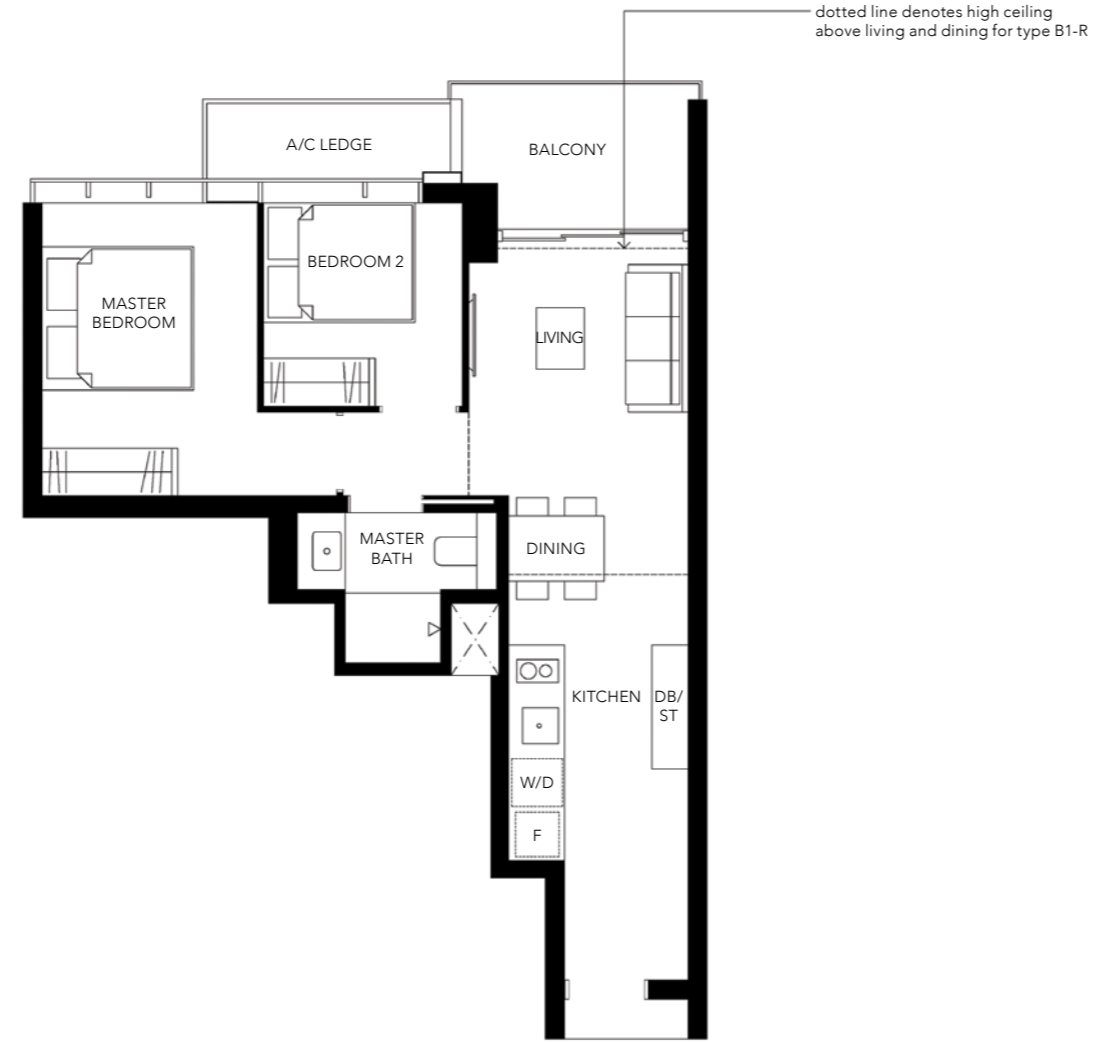 dotted line denotes high ceiling
above living and dining for type B1-R
A/C LEDGE
BALCONY
BEDROOM 2
MASTER
BEDROOM
LIVING
MASTER
BATH
DINING
KITCHEN
DB/
ST
W/D
F